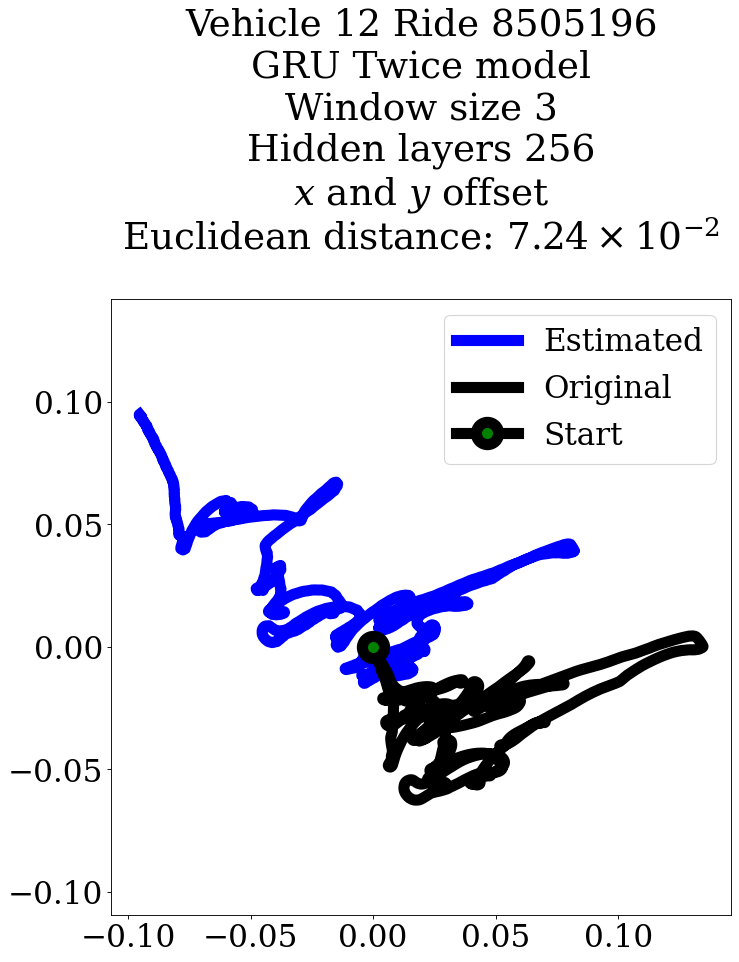 Vehicle 12 Ride 8505196
GRU Twice model
Window size 3
Hidden layers 256
x and y offset
Euclidean distance: 7.24 × 10⁻²
Estimated
Original
Start
0.10
0.05
0.00
−0.05
−0.10
−0.10 −0.05 0.00 0.05 0.10